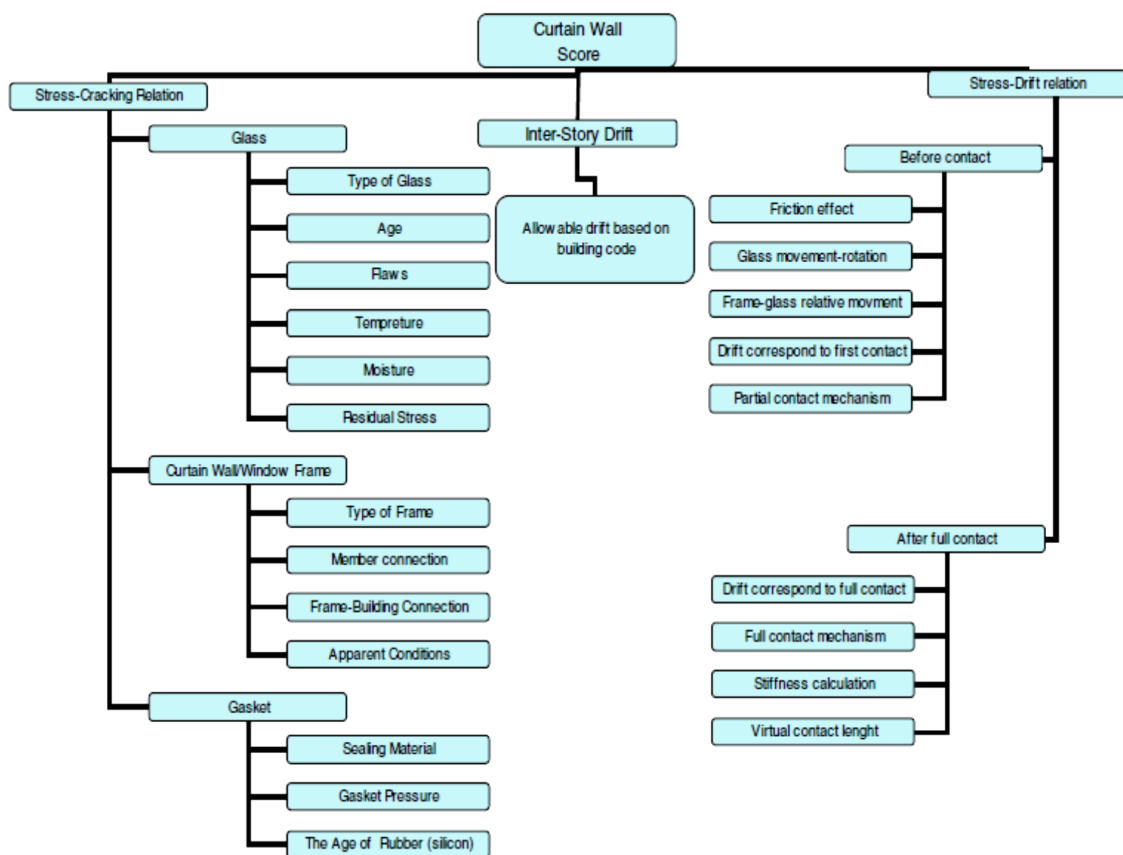 Curtain Wall
Score
Stress-Cracking Relation
Glass
Type of Glass
Age
Flaws
Tempreture
Moisture
Residual Stress
Curtain Wall/Window Frame
Type of Frame
Member connection
Frame-Building Connection
Apparent Conditions
Gasket
Sealing Material
Gasket Pressure
The Age of Rubber (silicon)
Inter-Story Drift
Allowable drift based on
building code
Stress-Drift relation
Before contact
Friction effect
Glass movement-rotation
Frame-glass relative movment
Drift correspond to first contact
Partial contact mechanism
After full contact
Drift correspond to full contact
Full contact mechanism
Stiffness calculation
Virtual contact lenght